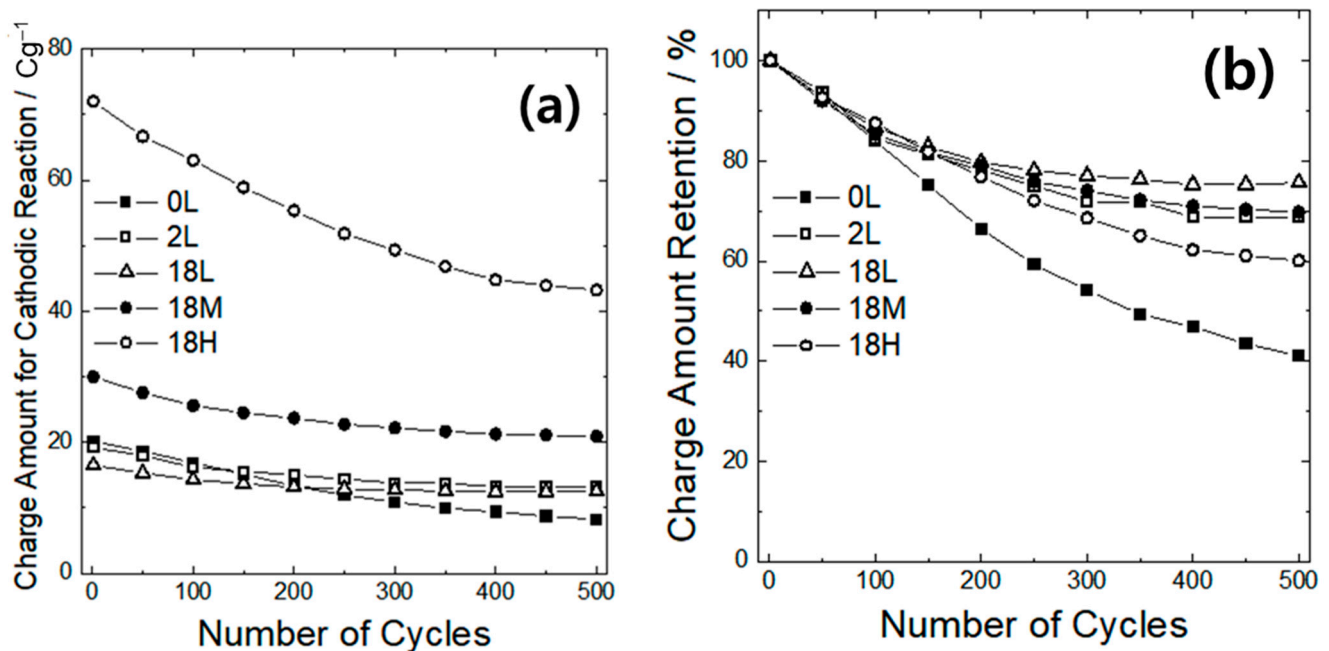 Charge Amount for Cathodic Reaction / Cg⁻¹
80
60
40
20
0
(a)
0L
2L
18L
18M
18H
0 100 200 300 400 500
Number of Cycles
Charge Amount Retention / %
100
80
60
40
20
0
(b)
0L
2L
18L
18M
18H
0 100 200 300 400 500
Number of Cycles